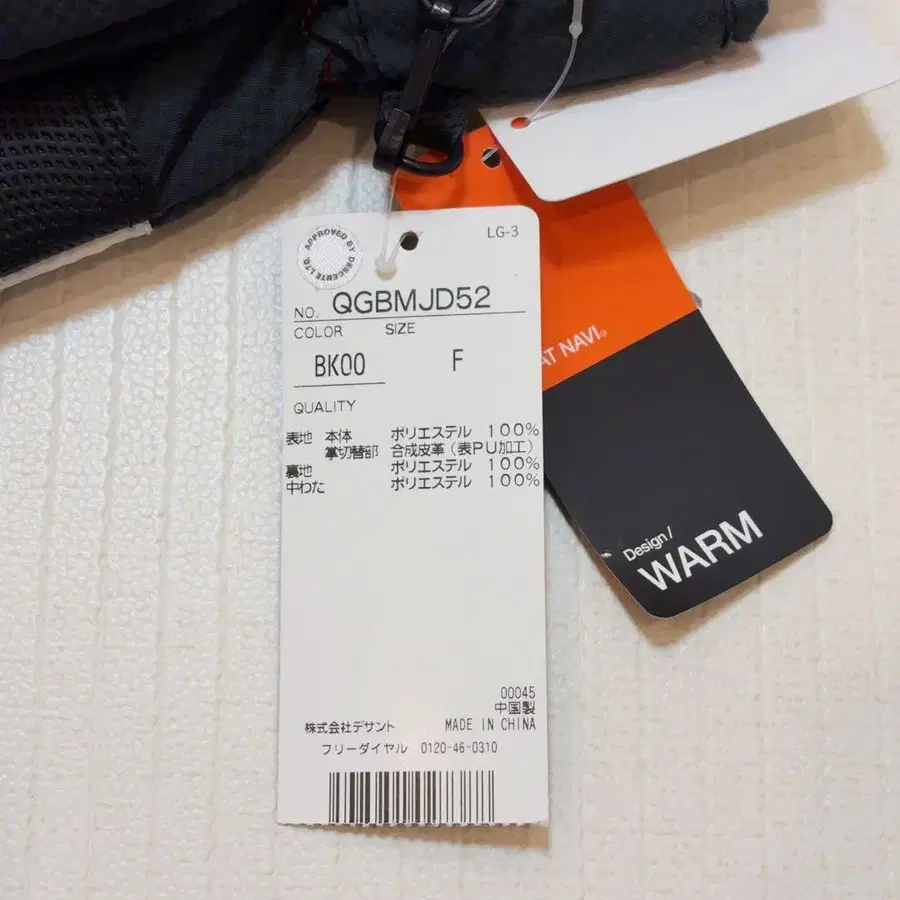 LG-3
APPROVED BY DESCENTE LTD.
NO. QGBMJD52
COLOR SIZE
BK00 F
QUALITY
表地 本体 ポリエステル 100%
掌切替部 合成皮革(表PU加工)
裏地 ポリエステル 100%
中わた ポリエステル 100%
00045
中国製
株式会社デサント MADE IN CHINA
フリーダイヤル 0120-46-0310
AT NAVI®
Design/
WARM